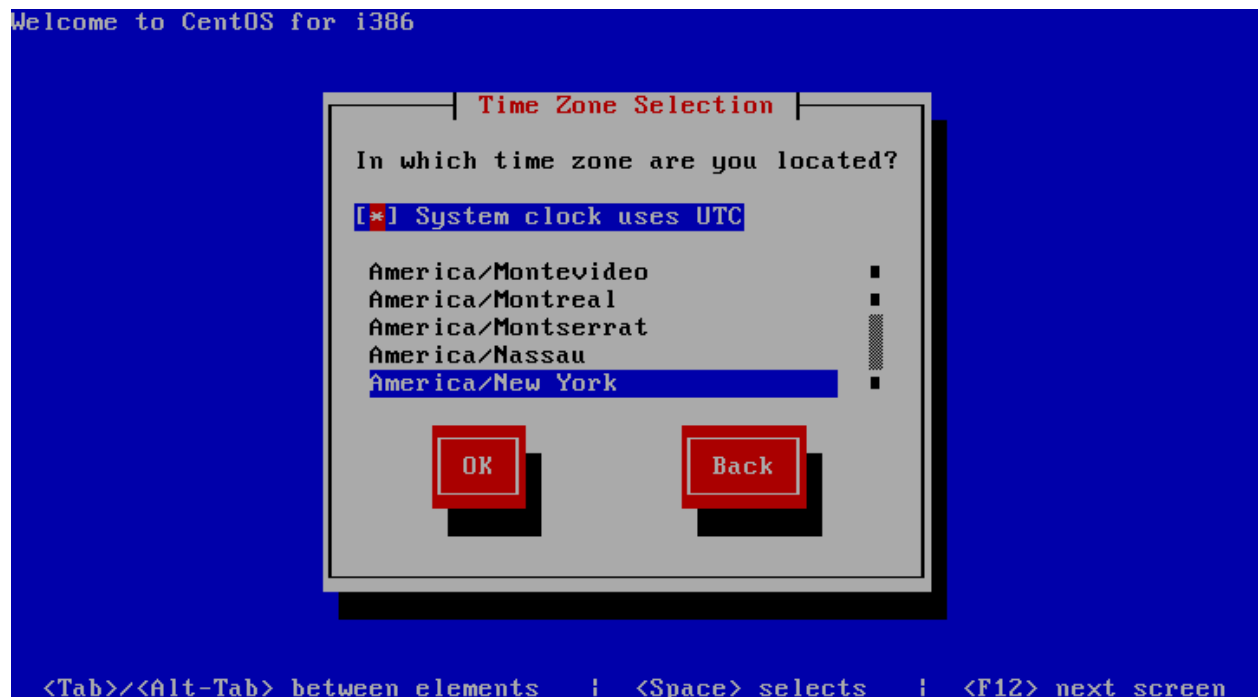 Welcome to CentOS for i386
Time Zone Selection
In which time zone are you located?
[*] System clock uses UTC
America/Montevideo
America/Montreal
America/Montserrat
America/Nassau
America/New York
OK Back
<Tab>/<Alt-Tab> between elements | <Space> selects | <F12> next screen